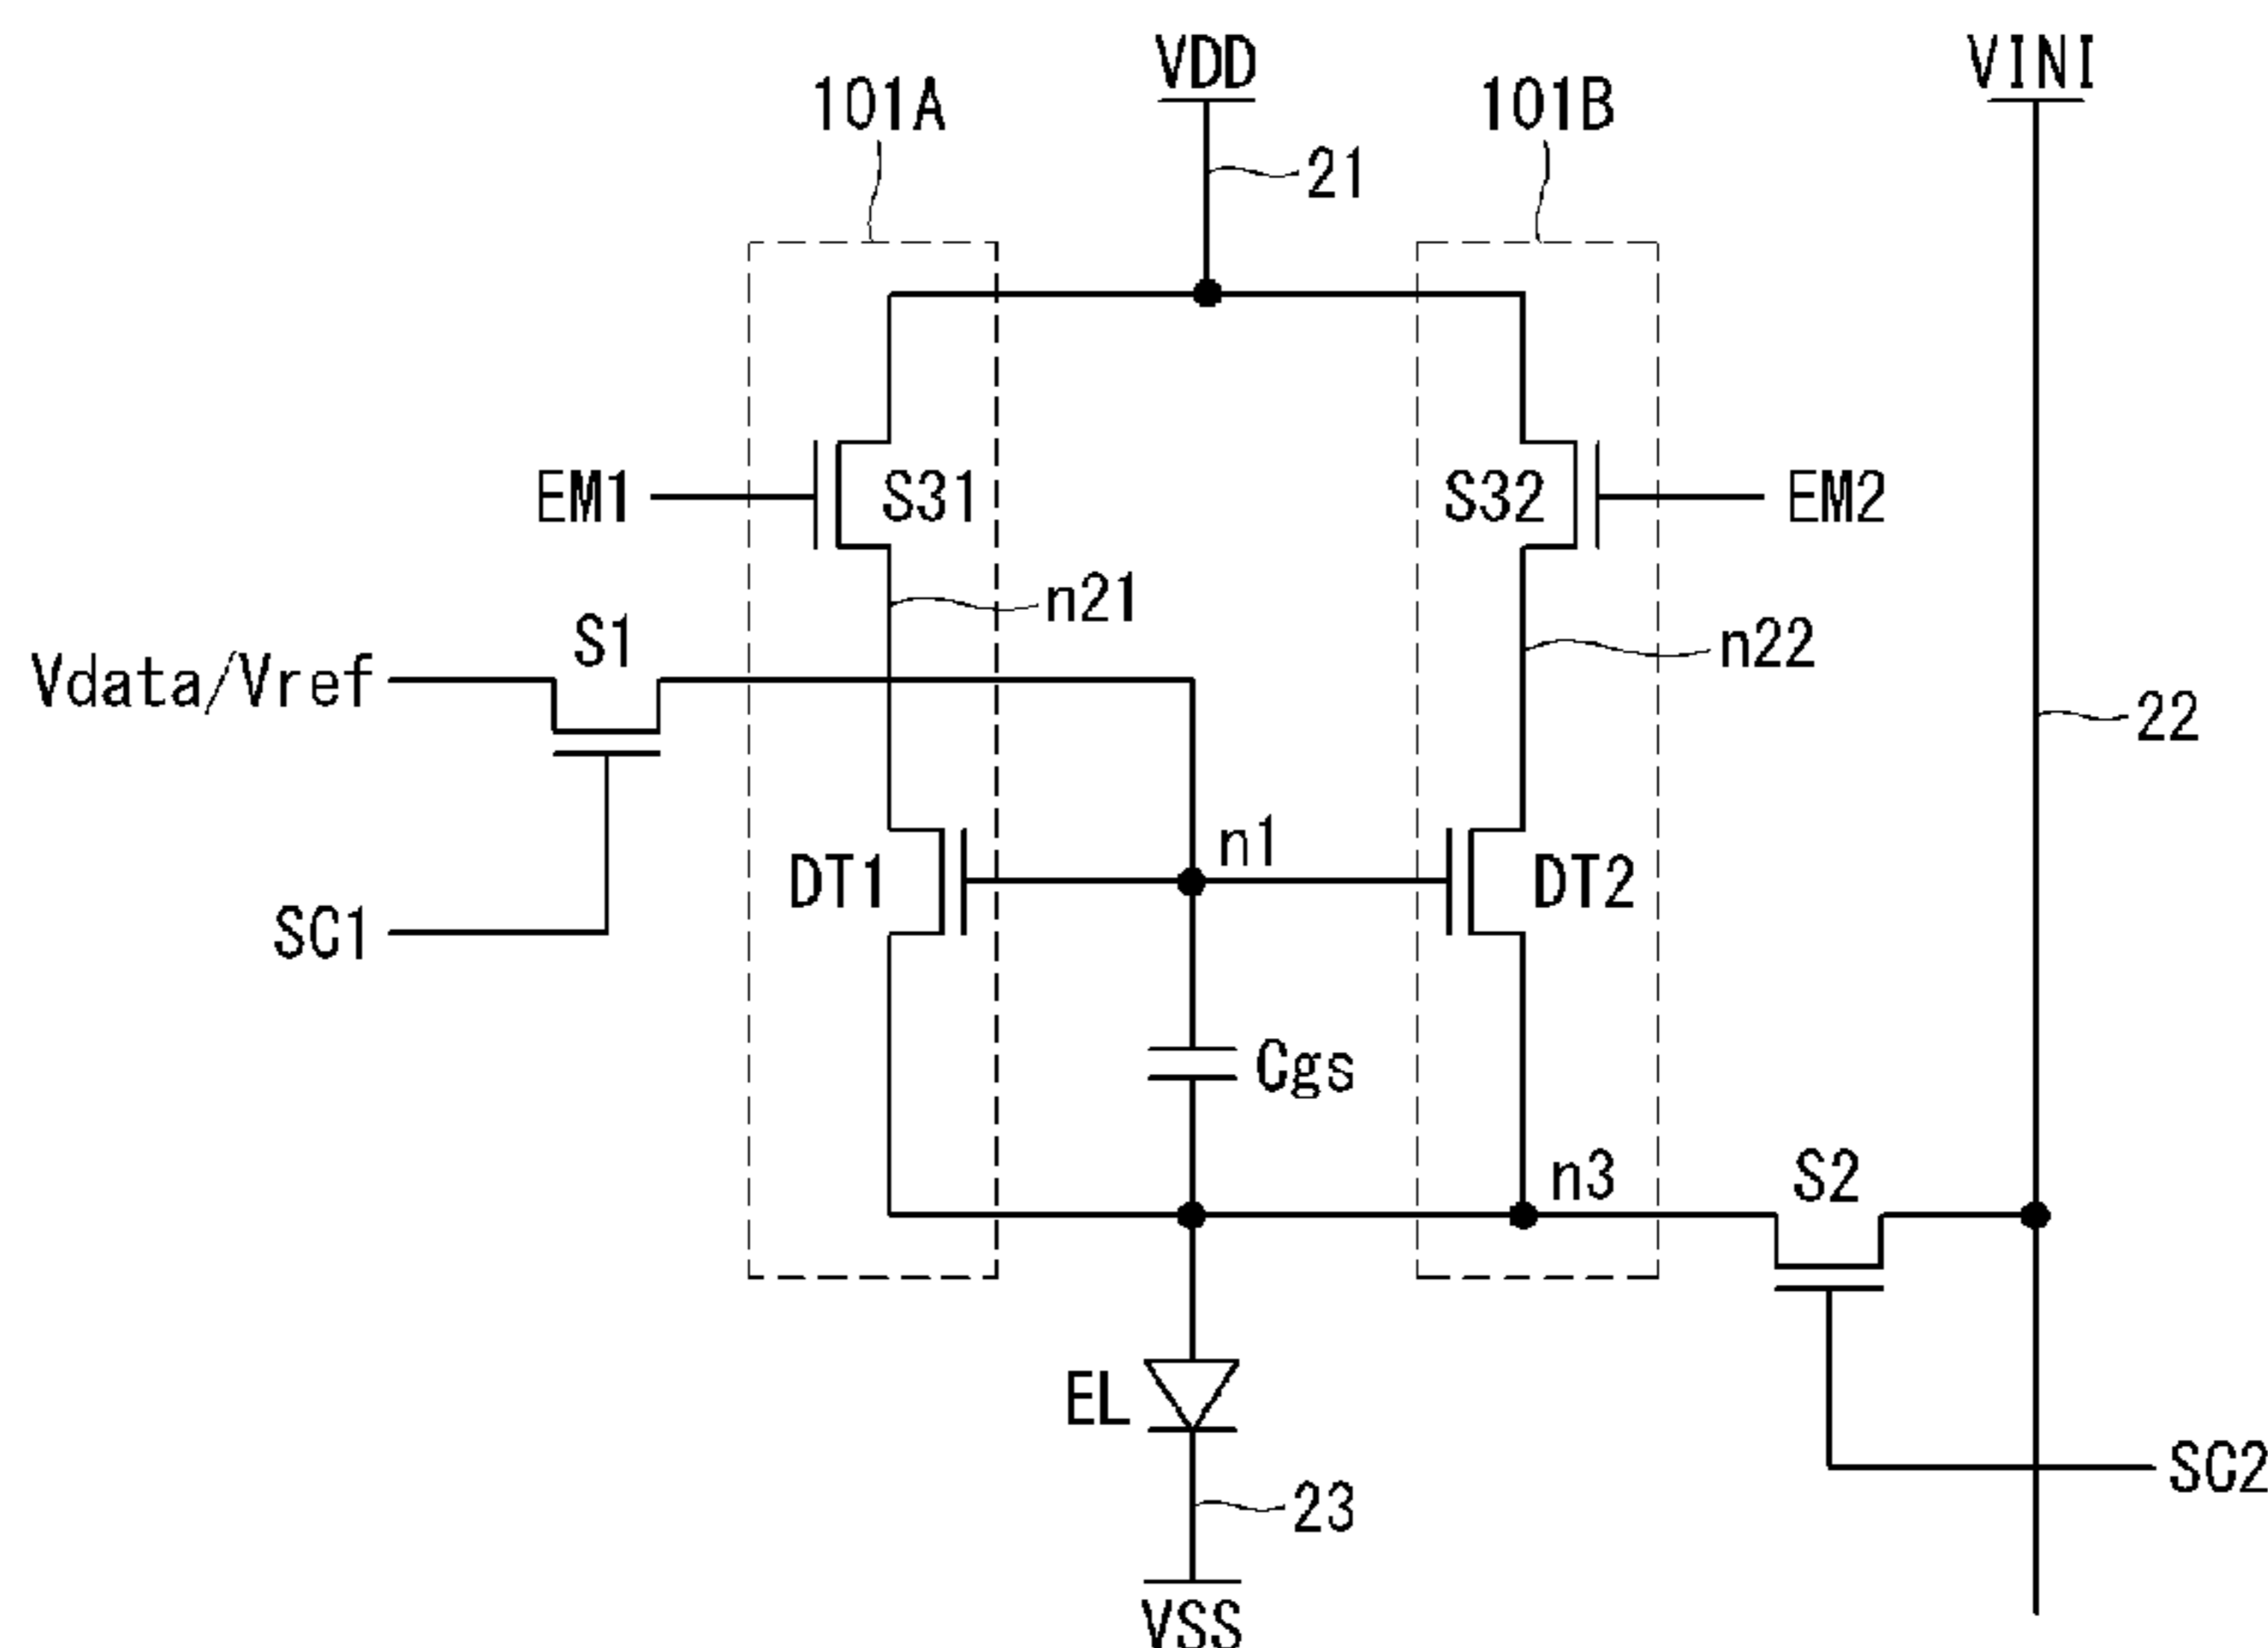 VDD
VINI
101A
101B
21
EM1
S31
S32
EM2
n21
S1
n22
Vdata/Vref
22
n1
DT1
DT2
SC1
Cgs
n3
S2
EL
SC2
23
VSS